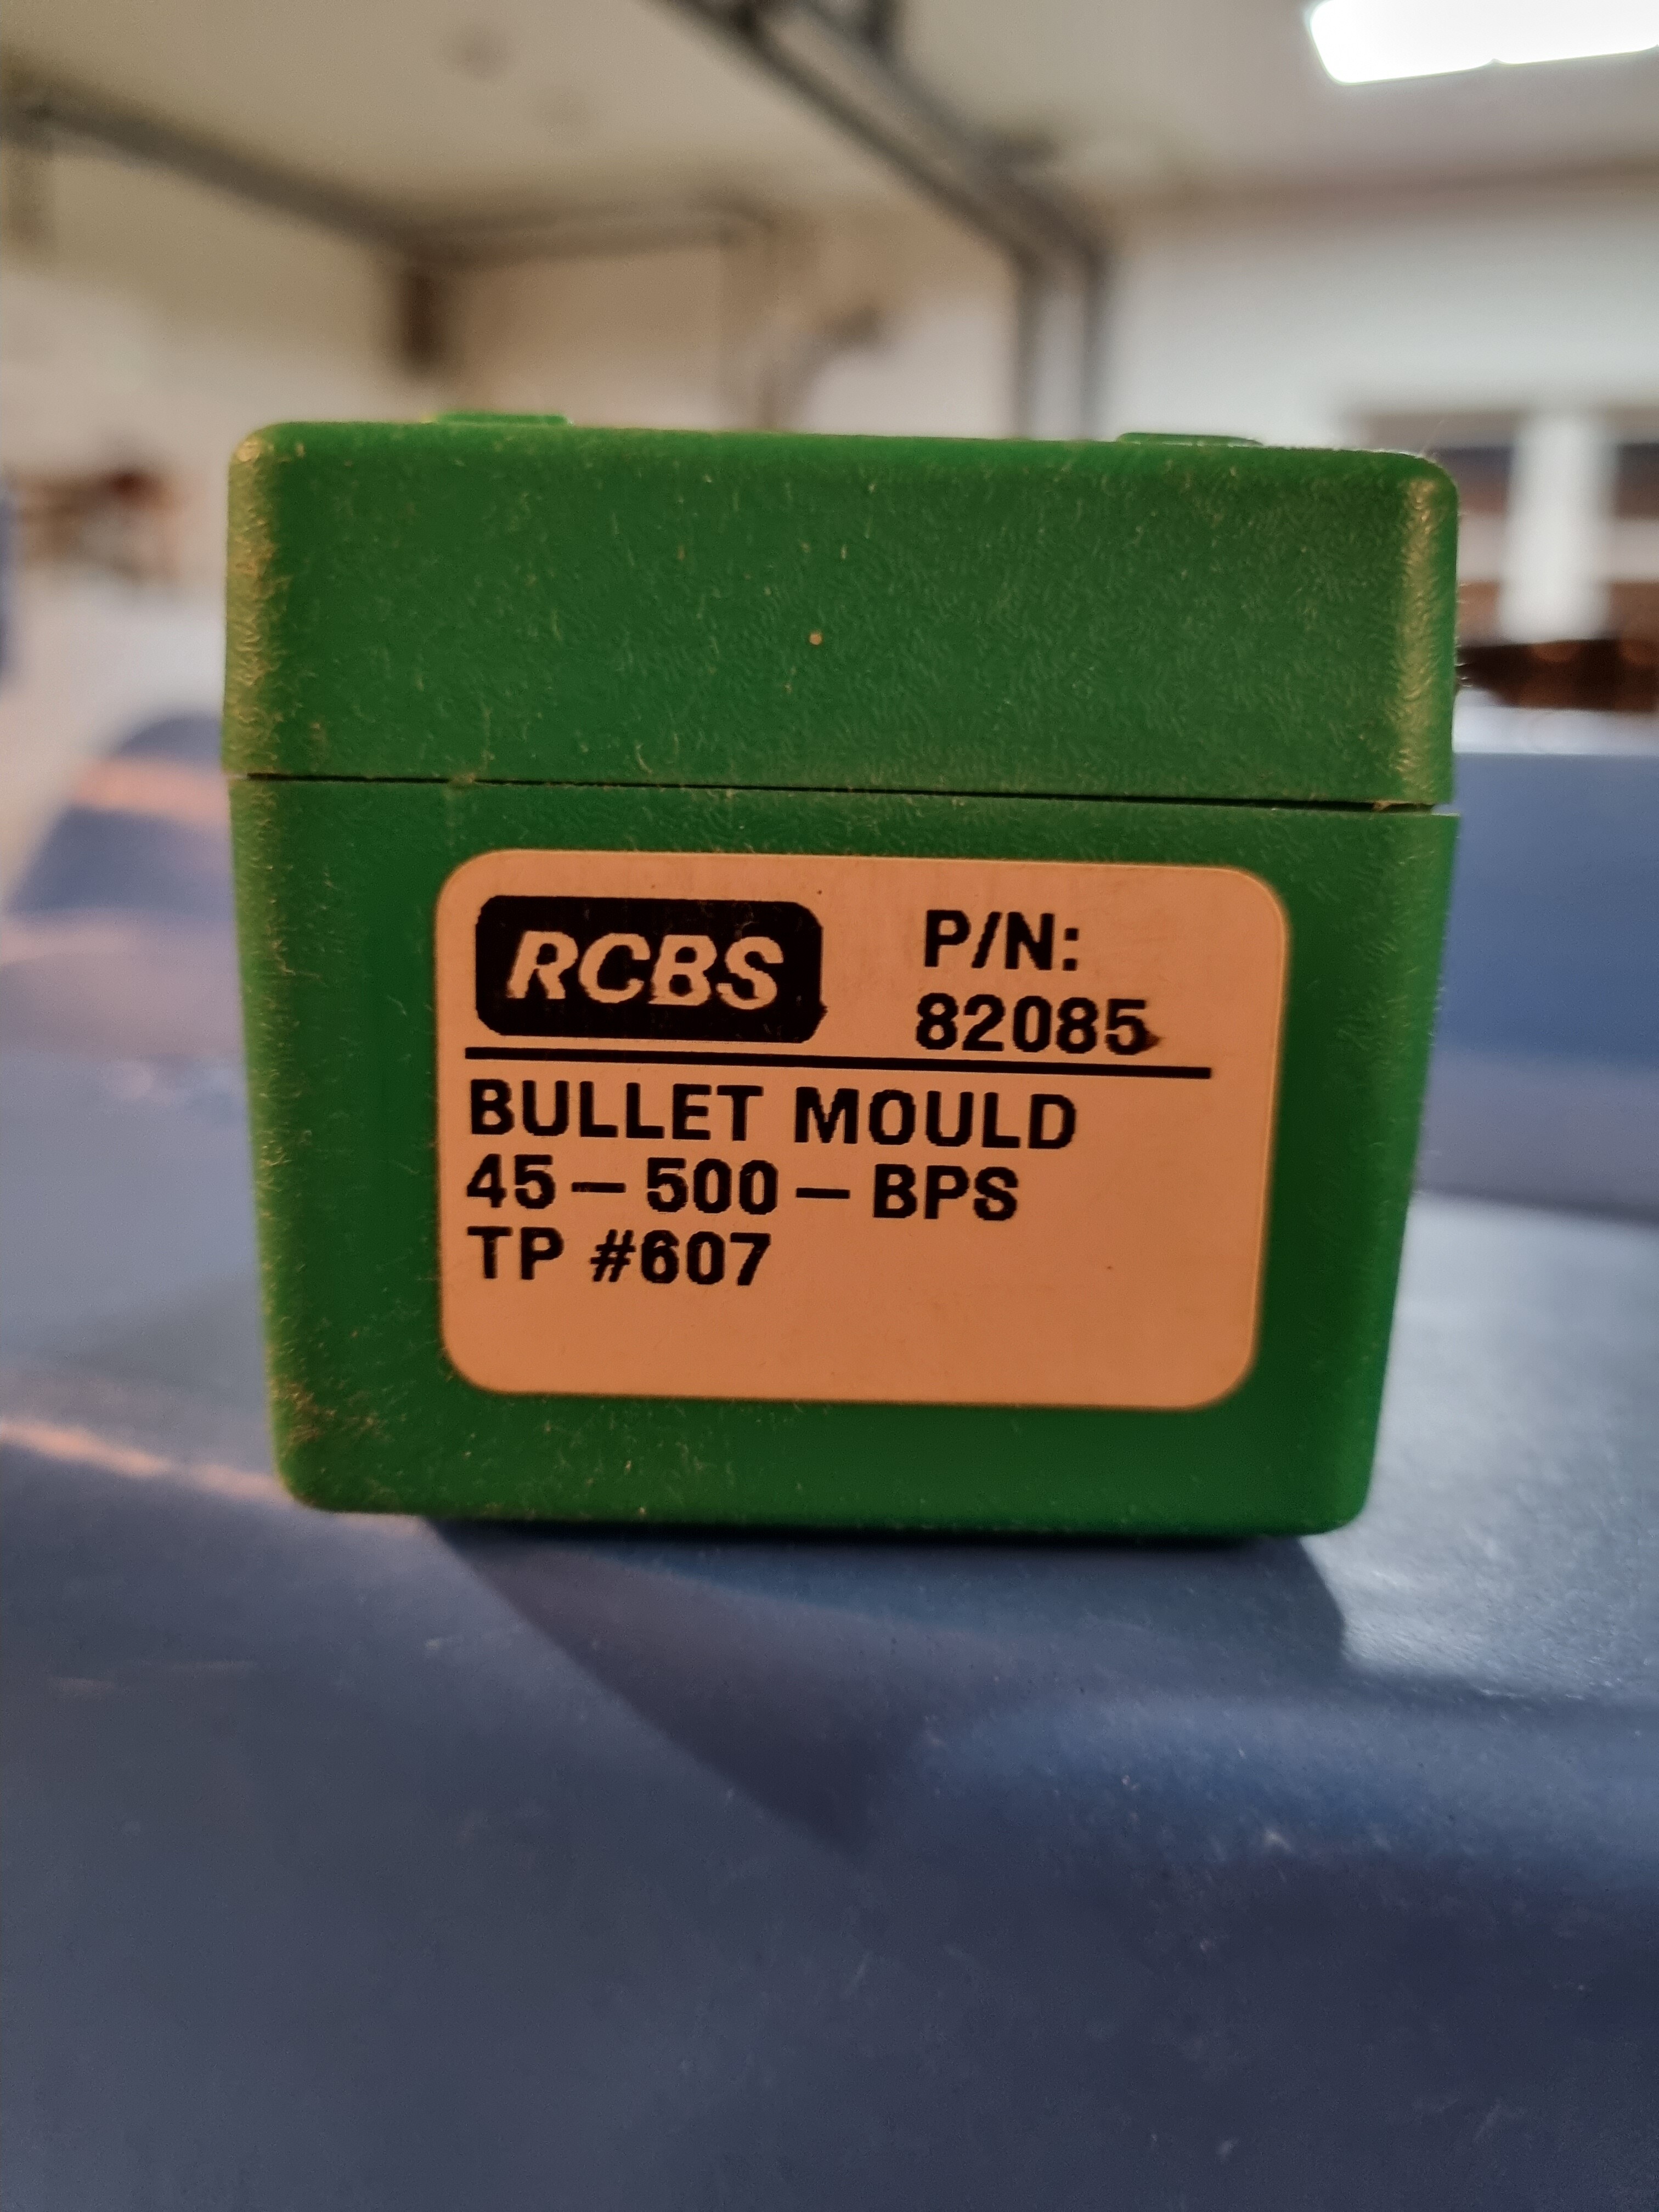 RCBS P/N:
82085
BULLET MOULD
45-500-BPS
TP #607